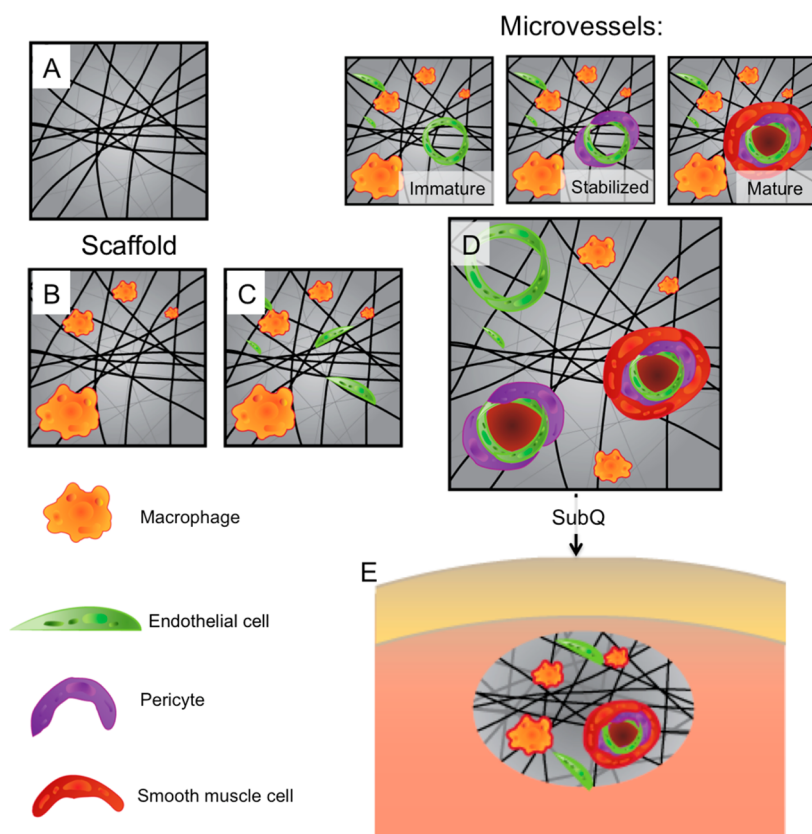 Microvessels:
A
Immature
Stabilized
Mature
Scaffold
B
C
D
Macrophage
SubQ
E
Endothelial cell
Pericyte
Smooth muscle cell